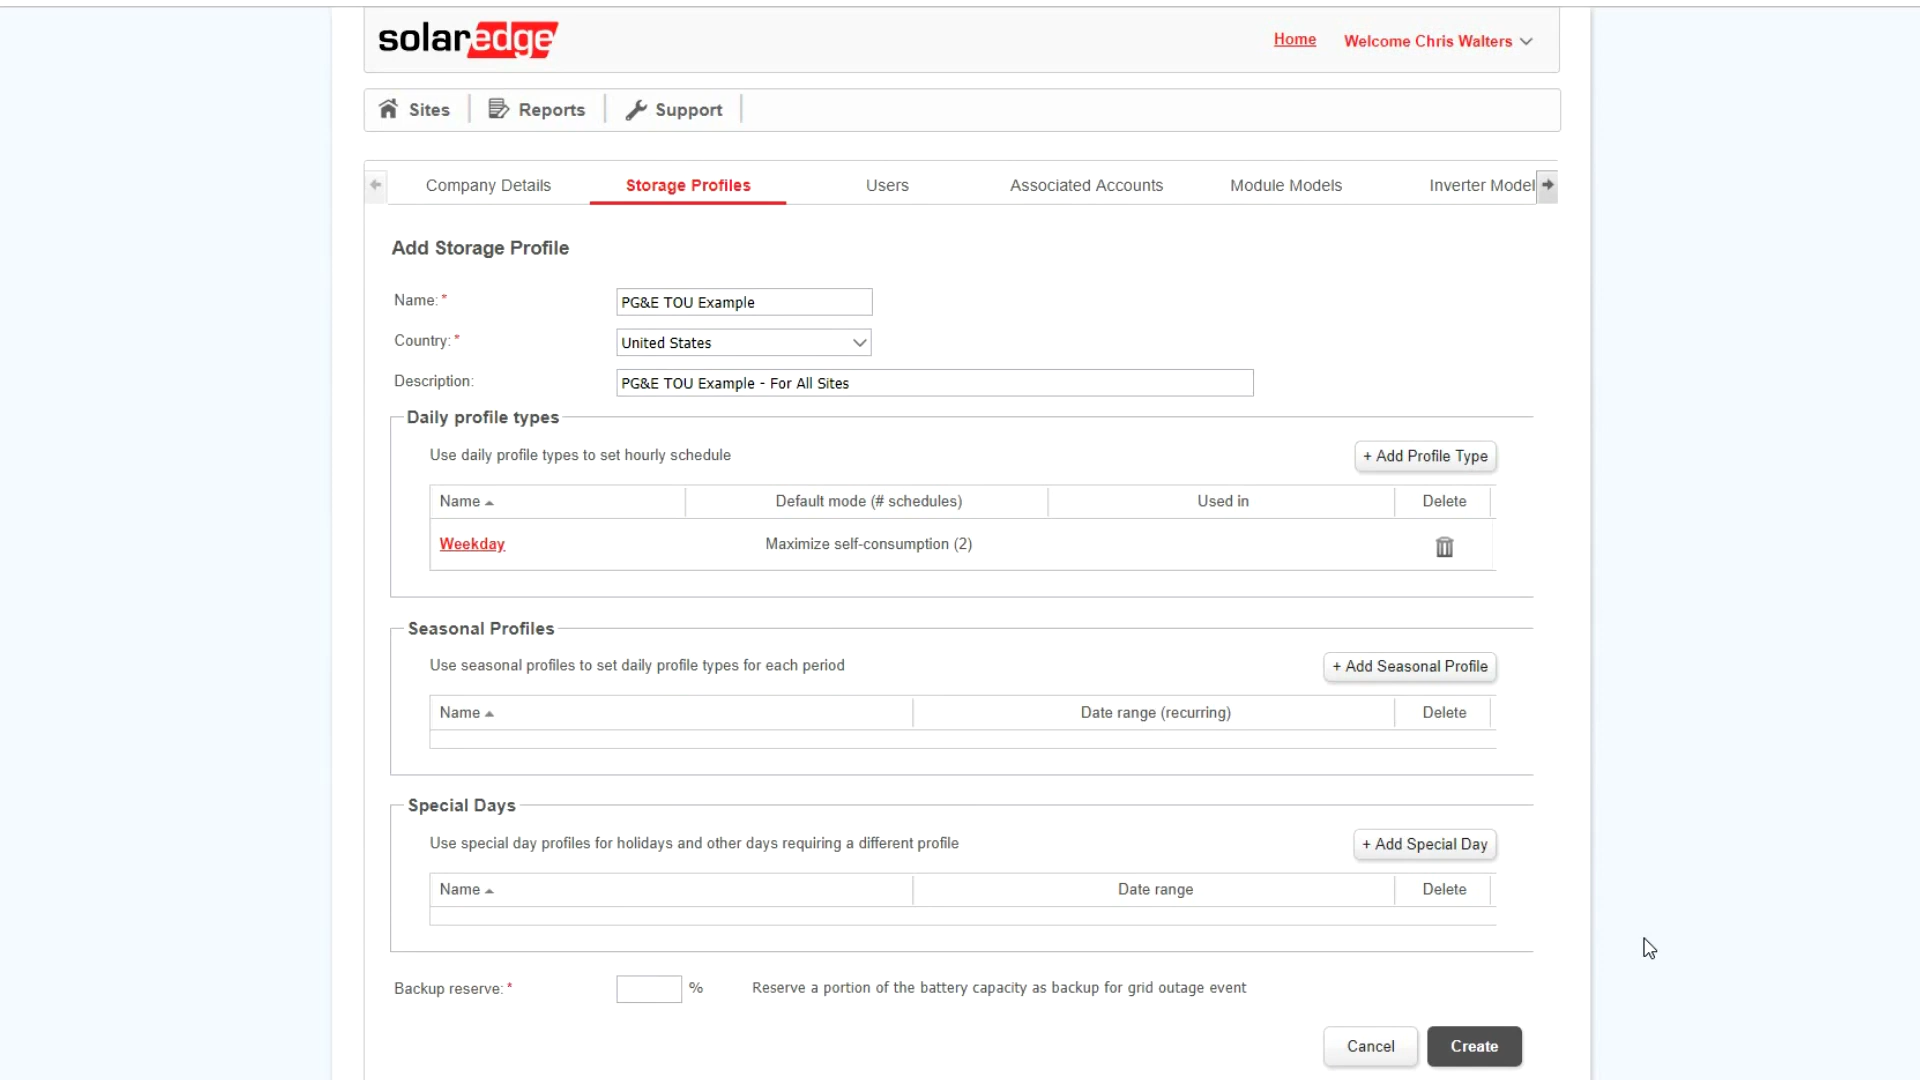 solaredge
Home
Welcome Chris Walters
Sites
Reports
Support
Company Details
Storage Profiles
Users
Associated Accounts
Module Models
Inverter Model
Add Storage Profile
Name: *
PG&E TOU Example
Country: *
United States
Description:
PG&E TOU Example - For All Sites
Daily profile types
Use daily profile types to set hourly schedule
+ Add Profile Type
Name
Default mode (# schedules)
Used in
Delete
Weekday
Maximize self-consumption (2)
Seasonal Profiles
Use seasonal profiles to set daily profile types for each period
+ Add Seasonal Profile
Name
Date range (recurring)
Delete
Special Days
Use special day profiles for holidays and other days requiring a different profile
+ Add Special Day
Name
Date range
Delete
Backup reserve: *
%
Reserve a portion of the battery capacity as backup for grid outage event
Cancel
Create